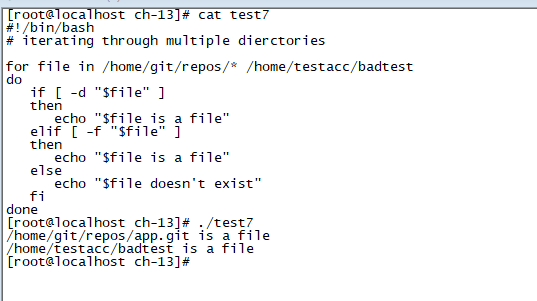 [root@localhost ch-13]# cat test7
#!/bin/bash
# iterating through multiple dierctories

for file in /home/git/repos/* /home/testacc/badtest
do
   if [ -d "$file" ]
   then
      echo "$file is a file"
   elif [ -f "$file" ]
   then
      echo "$file is a file"
   else
      echo "$file doesn't exist"
   fi
done
[root@localhost ch-13]# ./test7
/home/git/repos/app.git is a file
/home/testacc/badtest is a file
[root@localhost ch-13]#